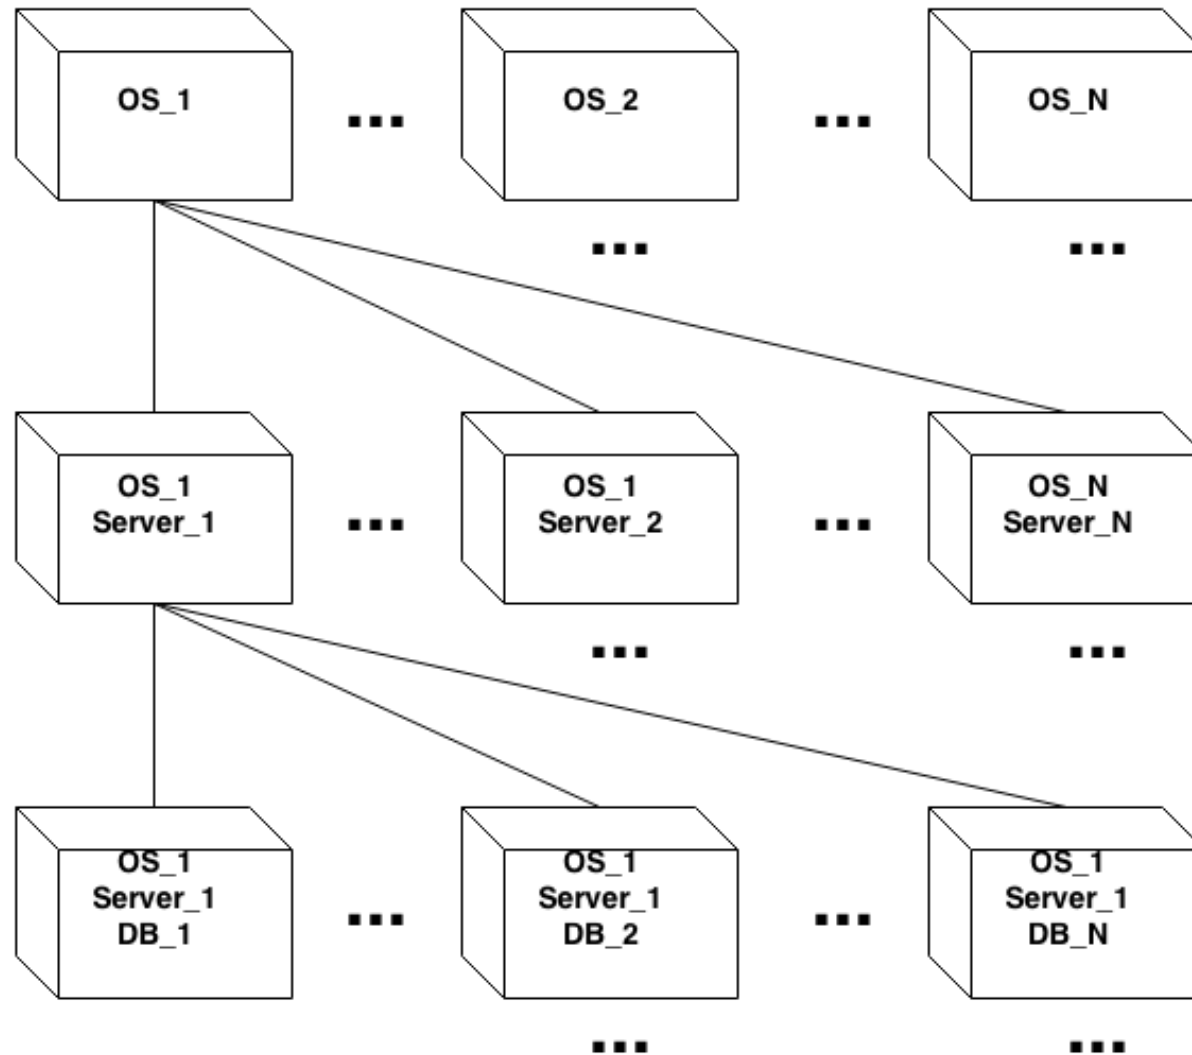 OS_1
...
OS_2
...
OS_N
...
...
OS_1
Server_1
...
OS_1
Server_2
...
OS_N
Server_N
...
...
OS_1
Server_1
DB_1
...
OS_1
Server_1
DB_2
...
OS_1
Server_1
DB_N
...
...